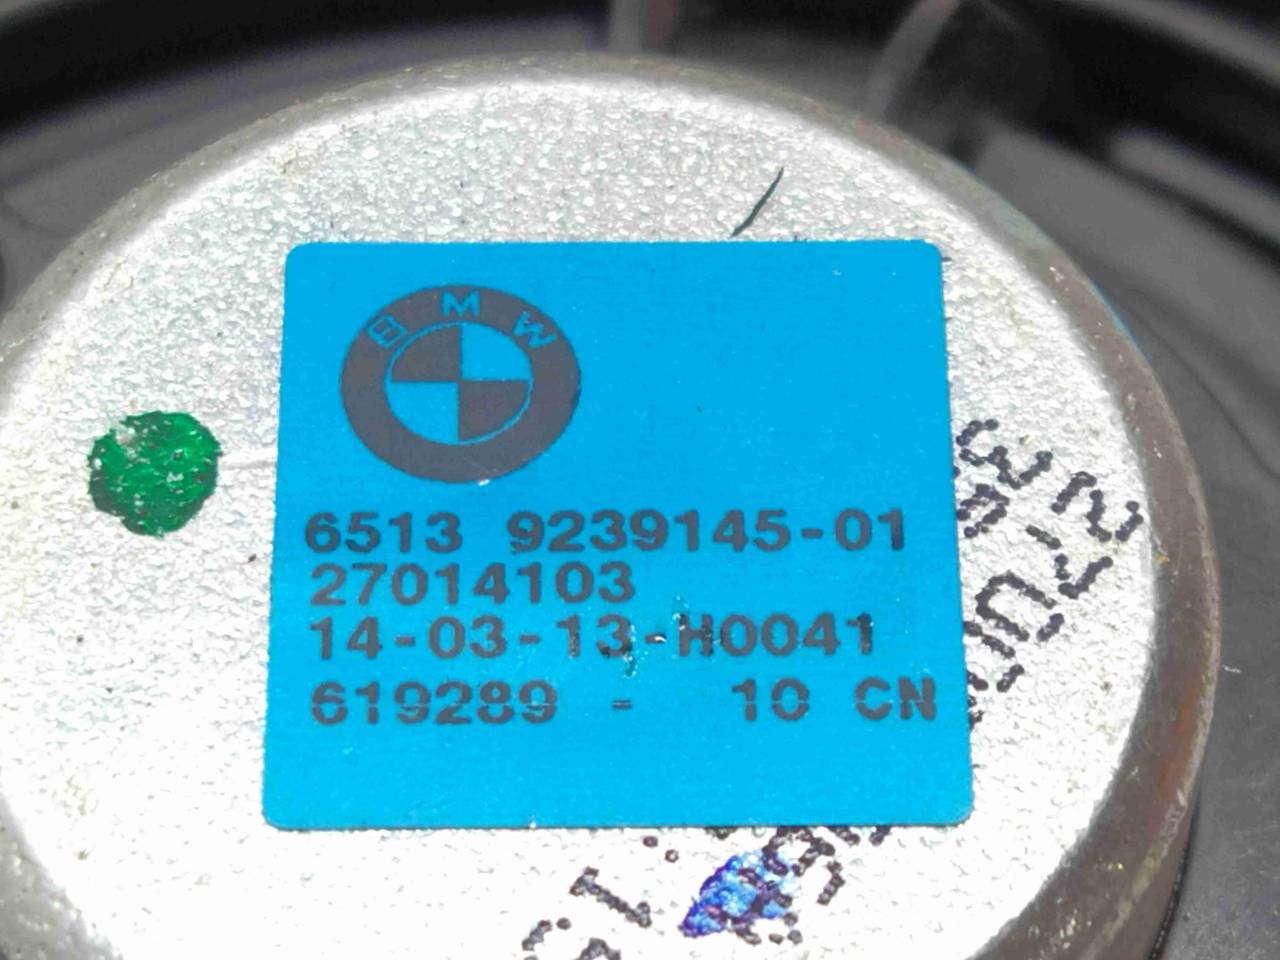 BMW
6513 9239145-01
27014103
14-03-13-H0041
619289 - 10 CN